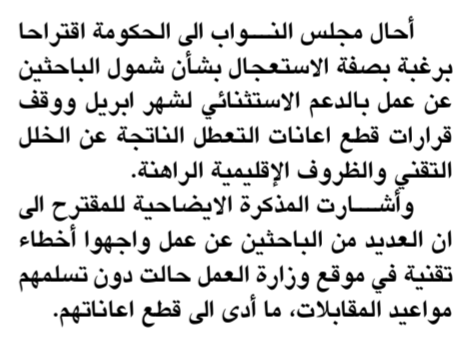 أحال مجلس النـــواب الى الحكومة اقتراحا
برغبة بصفة الاستعجال بشأن شمول الباحثين
عن عمل بالدعم الاستثنائي لشهر ابريل ووقف
قرارات قطع اعانات التعطل الناتجة عن الخلل
التقني والظروف الإقليمية الراهنة.
وأشـــارت المذكرة الايضاحية للمقترح الى
ان العديد من الباحثين عن عمل واجهوا أخطاء
تقنية في موقع وزارة العمل حالت دون تسلمهم
مواعيد المقابلات، ما أدى الى قطع اعاناتهم.